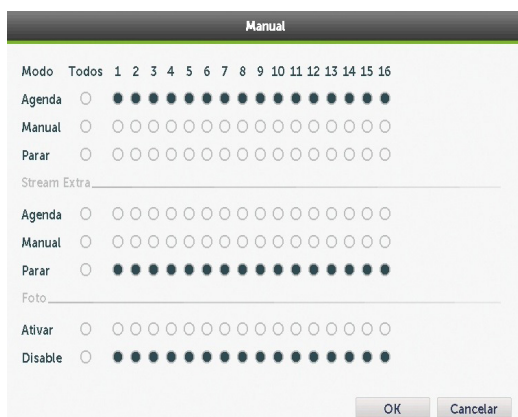 Manual
Modo Todos 1 2 3 4 5 6 7 8 9 10 11 12 13 14 15 16
Agenda
Manual
Parar
Stream Extra
Agenda
Manual
Parar
Foto
Ativar
Disable
OK Cancelar